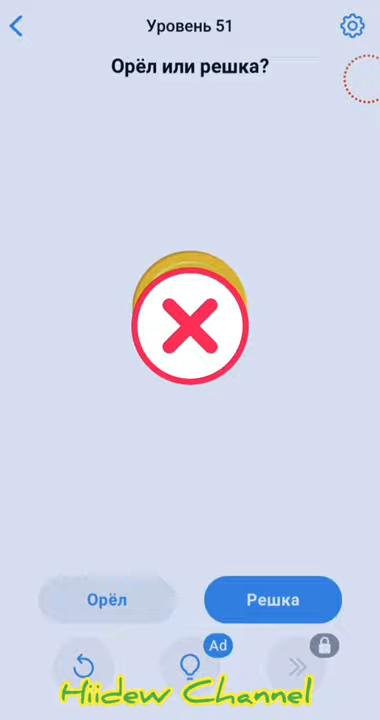 Уровень 51
Орёл или решка?
Орёл
Решка
Ad
Hiidew Channel